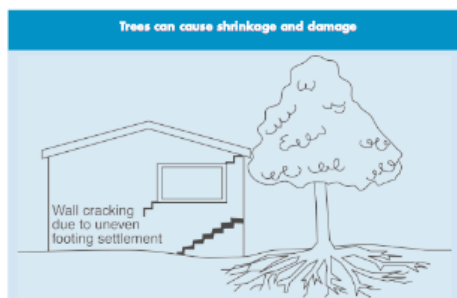 Trees can cause shrinkage and damage
Wall cracking
due to uneven
footing settlement